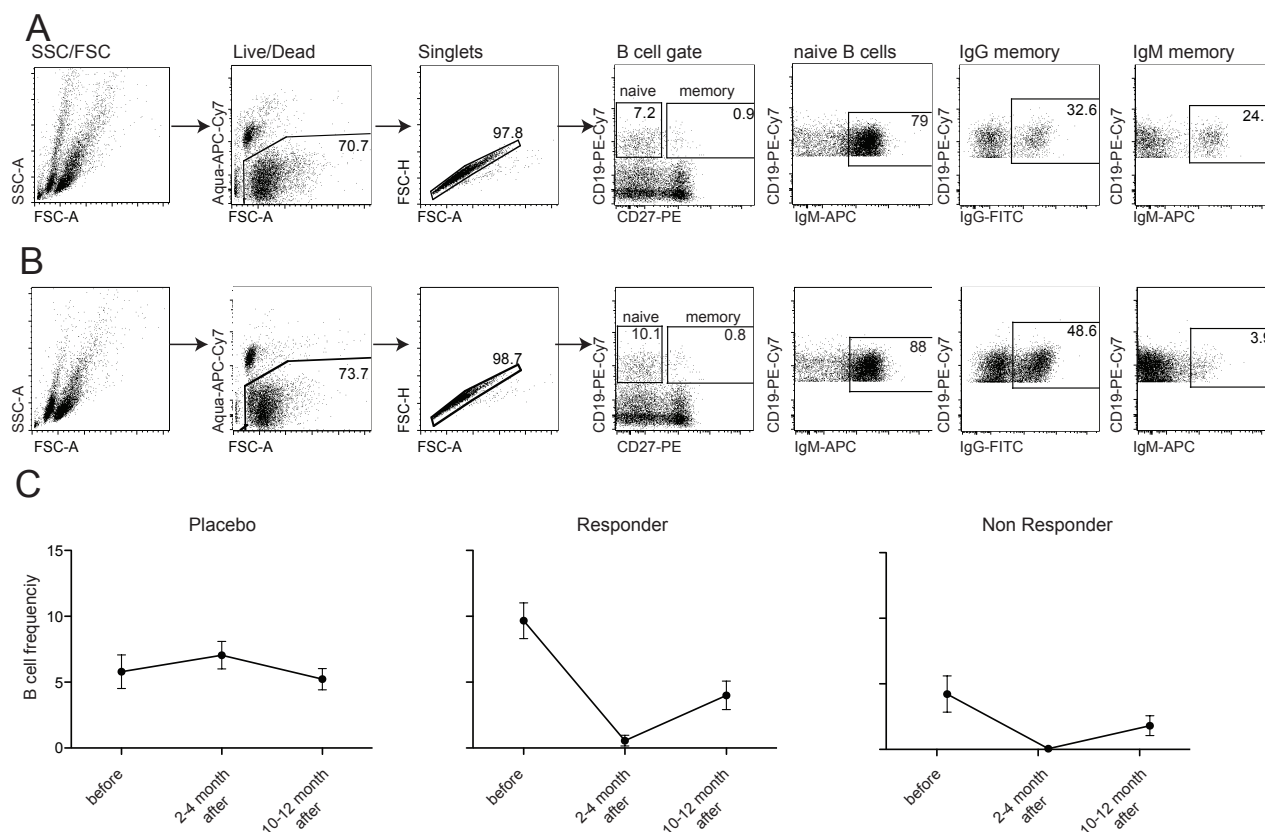 A
SSC/FSC
Live/Dead
Singlets
B cell gate
naive B cells
IgG memory
IgM memory
SSC-A
FSC-A
Aqua-APC-Cy7
70.7
FSC-A
FSC-H
97.8
FSC-A
CD19-PE-Cy7
naive
7.2
memory
0.9
CD27-PE
CD19-PE-Cy7
79
IgM-APC
CD19-PE-Cy7
32.6
IgG-FITC
CD19-PE-Cy7
24.
IgM-APC
B
SSC-A
FSC-A
Aqua-APC-Cy7
73.7
FSC-A
FSC-H
98.7
FSC-A
CD19-PE-Cy7
naive
10.1
memory
0.8
CD27-PE
CD19-PE-Cy7
88
IgM-APC
CD19-PE-Cy7
48.6
IgG-FITC
CD19-PE-Cy7
3.9
IgM-APC
C
Placebo
Responder
Non Responder
B cell frequenciy
15
10
5
0
before
2-4 month
after
10-12 month
after
before
2-4 month
after
10-12 month
after
before
2-4 month
after
10-12 month
after